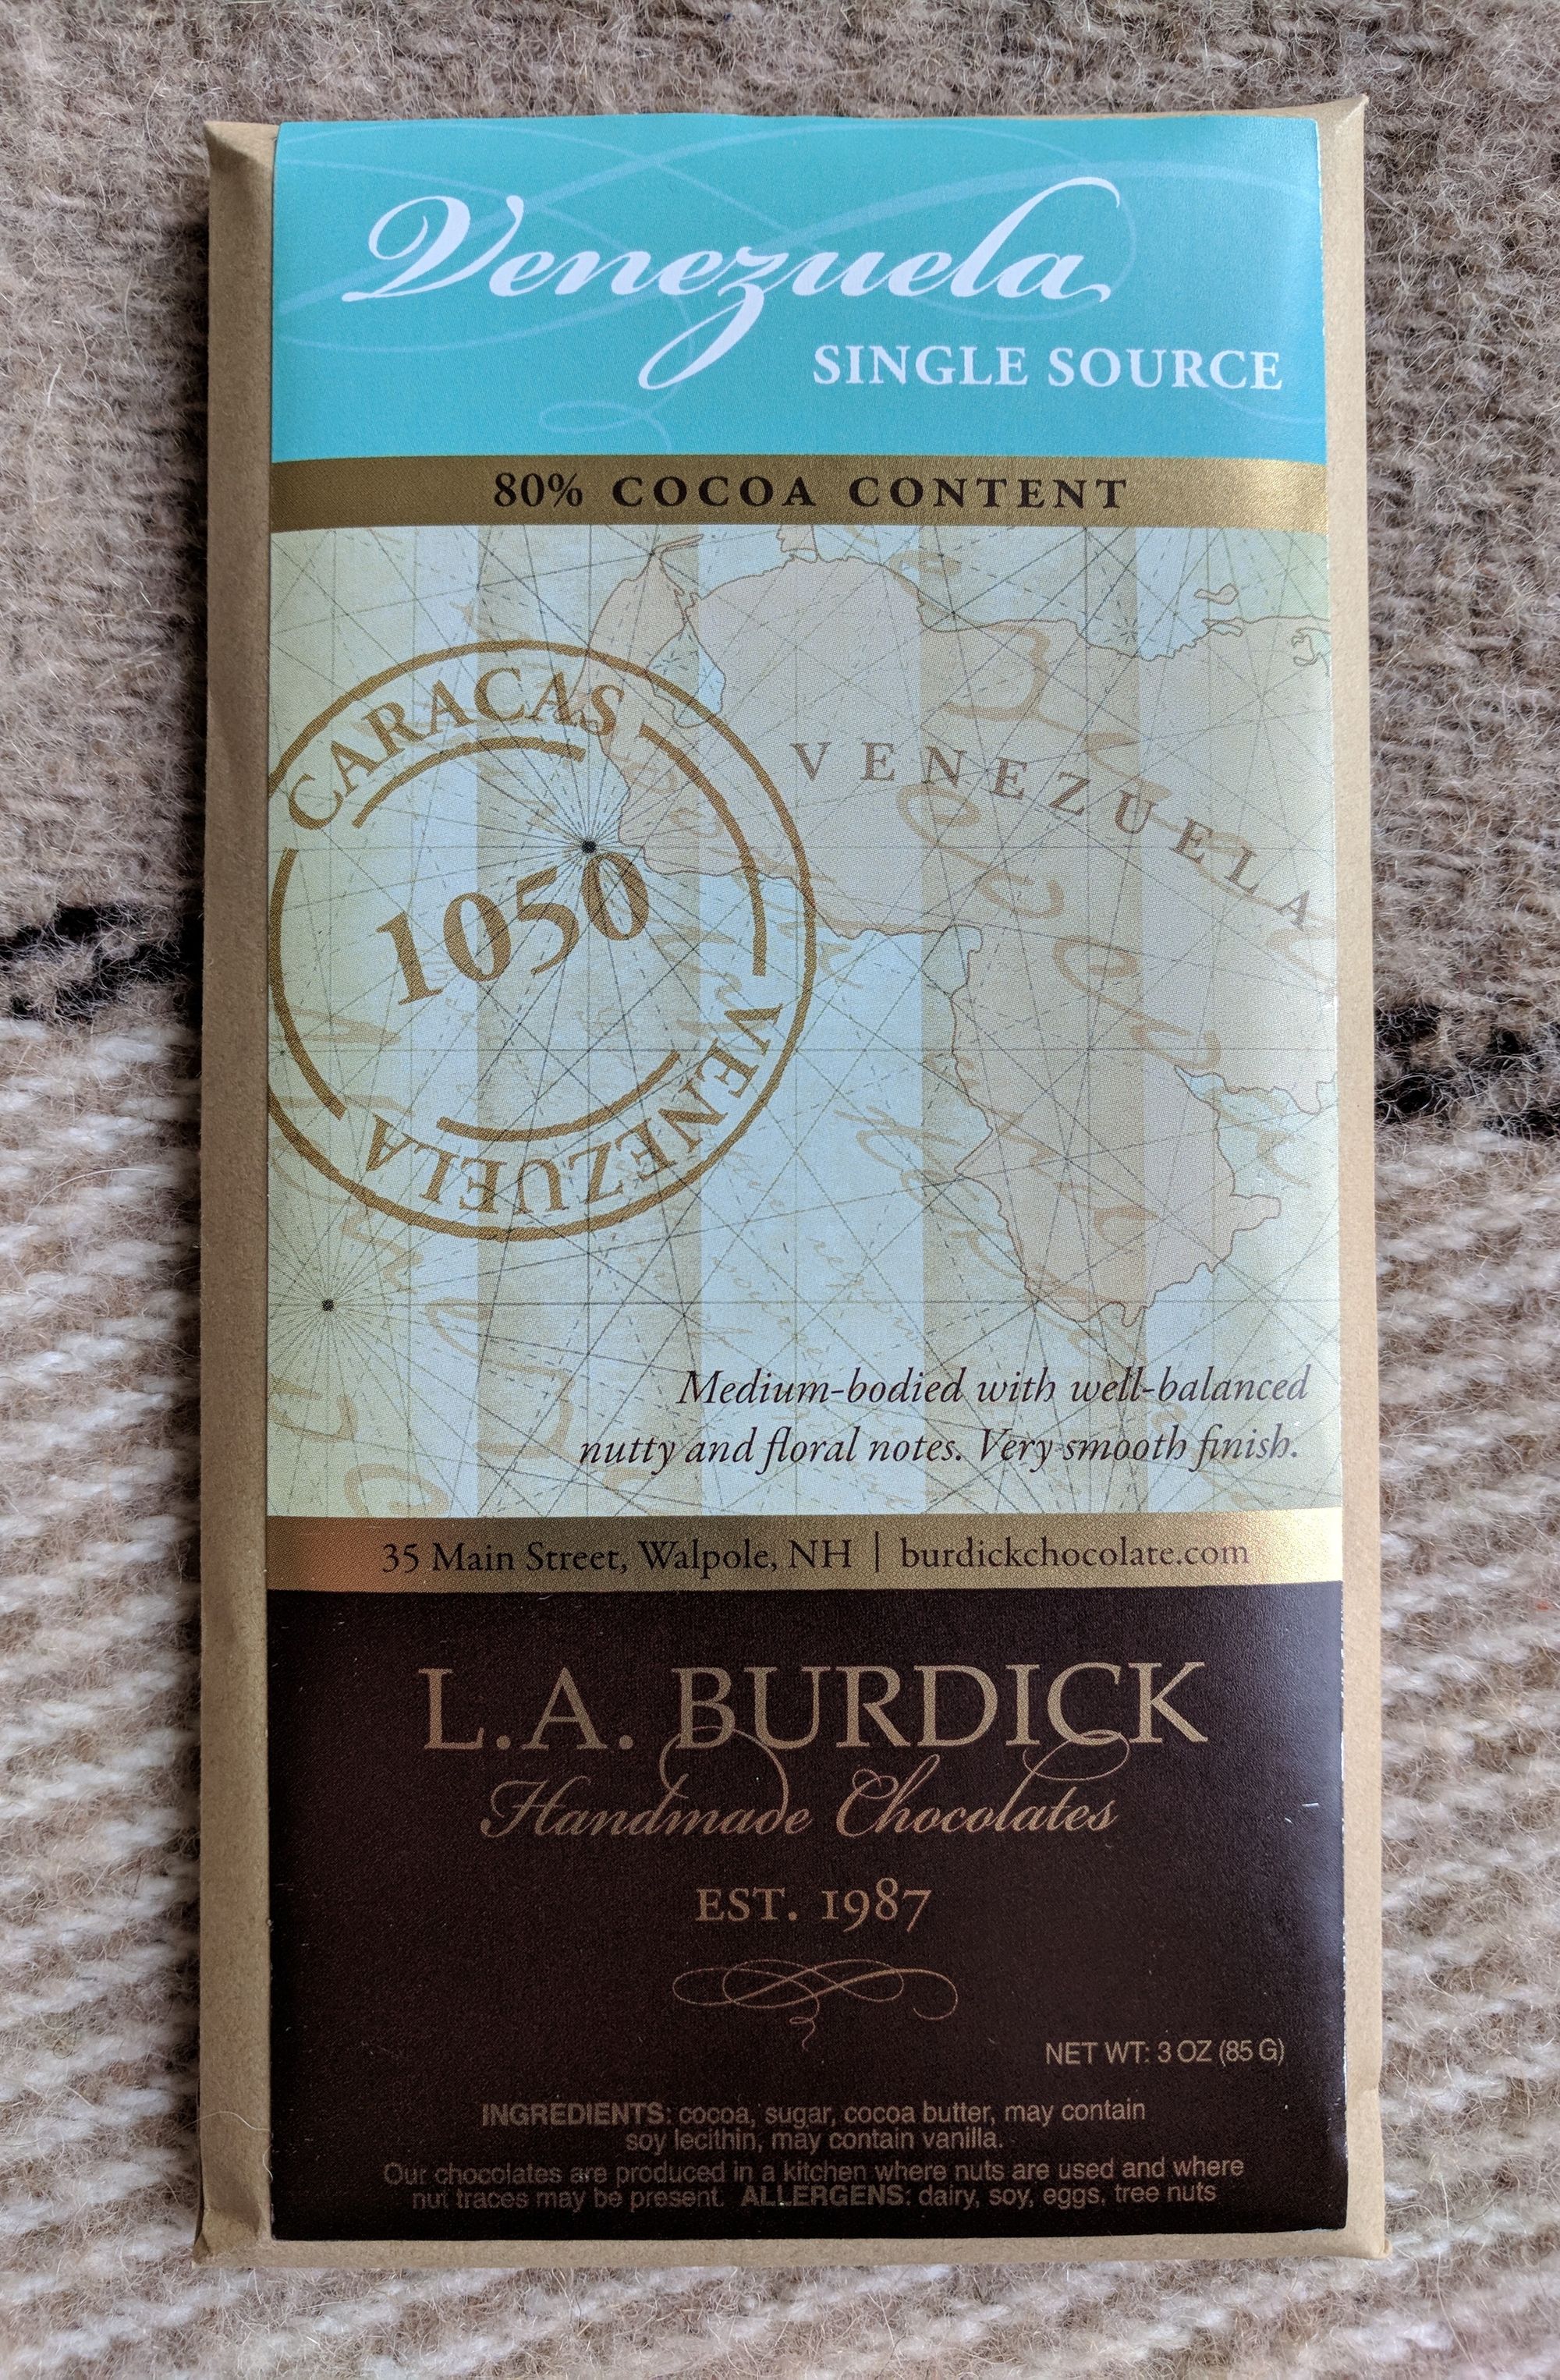 Venezuela
SINGLE SOURCE
80% COCOA CONTENT
CARACAS
1050
VENEZUELA
VENEZUELA
Medium-bodied with well-balanced
nutty and floral notes. Very smooth finish.
35 Main Street, Walpole, NH | burdickchocolate.com
L.A. BURDICK
Handmade Chocolates
EST. 1987
NET WT: 3 OZ (85 G)
INGREDIENTS: cocoa, sugar, cocoa butter, may contain
soy lecithin, may contain vanilla.
Our chocolates are produced in a kitchen where nuts are used and where
nut traces may be present. ALLERGENS: dairy, soy, eggs, tree nuts